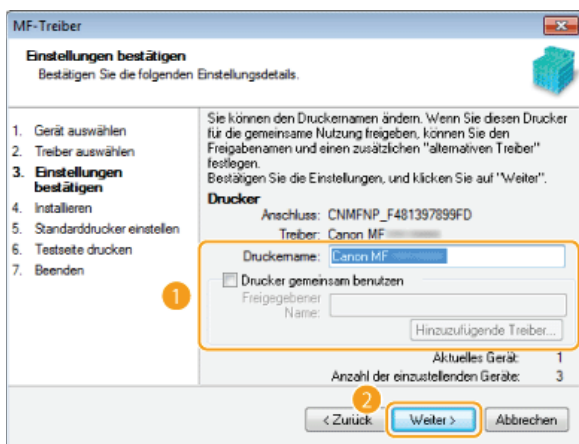 MF-Treiber
Einstellungen bestätigen
Bestätigen Sie die folgenden Einstellungsdetails.
1. Gerät auswählen
2. Treiber auswählen
3. Einstellungen
bestätigen
4. Installieren
5. Standarddrucker einstellen
6. Testseite drucken
7. Beenden
Sie können den Druckernamen ändern. Wenn Sie diesen Drucker
für die gemeinsame Nutzung freigeben, können Sie den
Freigabenamen und einen zusätzlichen "alternativen Treiber"
festlegen.
Bestätigen Sie die Einstellungen, und klicken Sie auf "Weiter".
Drucker
Anschluss: CNMFNP_F481397899FD
Treiber: Canon MF
Druckername: Canon MF
Drucker gemeinsam benutzen
Freigegebener
Name:
Hinzuzufügende Treiber...
1
Aktuelles Gerät: 1
Anzahl der einzustellenden Geräte: 3
2
< Zurück
Weiter >
Abbrechen